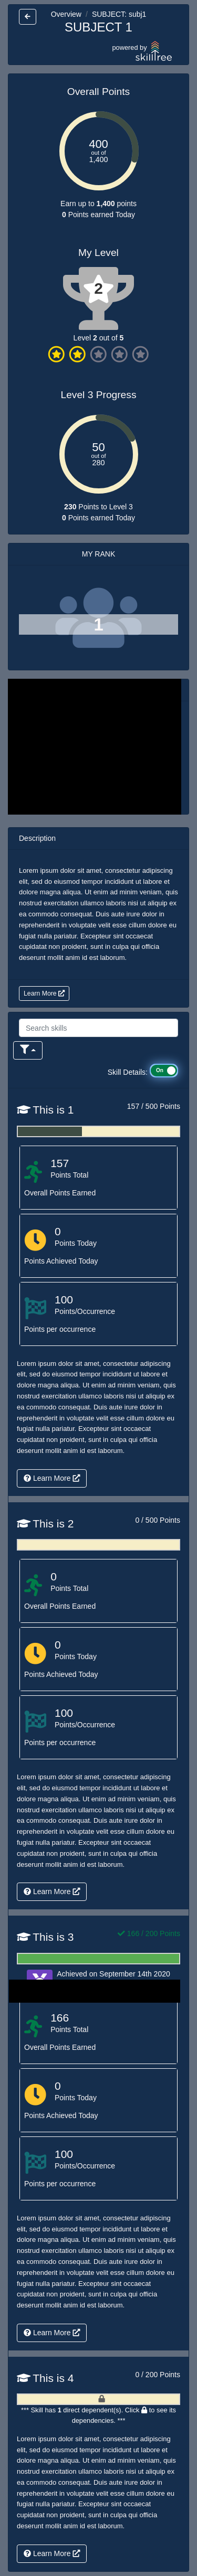 Overview / SUBJECT: subj1
SUBJECT 1
powered by
skilltree
Overall Points
400
out of
1,400
Earn up to 1,400 points
0 Points earned Today
My Level
2
Level 2 out of 5
Level 3 Progress
50
out of
280
230 Points to Level 3
0 Points earned Today
MY RANK
1
Description
Lorem ipsum dolor sit amet, consectetur adipiscing
elit, sed do eiusmod tempor incididunt ut labore et
dolore magna aliqua. Ut enim ad minim veniam, quis
nostrud exercitation ullamco laboris nisi ut aliquip ex
ea commodo consequat. Duis aute irure dolor in
reprehenderit in voluptate velit esse cillum dolore eu
fugiat nulla pariatur. Excepteur sint occaecat
cupidatat non proident, sunt in culpa qui officia
deserunt mollit anim id est laborum.
Learn More
Search skills
Skill Details: On
This is 1
157 / 500 Points
157
Points Total
Overall Points Earned
0
Points Today
Points Achieved Today
100
Points/Occurrence
Points per occurrence
Lorem ipsum dolor sit amet, consectetur adipiscing
elit, sed do eiusmod tempor incididunt ut labore et
dolore magna aliqua. Ut enim ad minim veniam, quis
nostrud exercitation ullamco laboris nisi ut aliquip ex
ea commodo consequat. Duis aute irure dolor in
reprehenderit in voluptate velit esse cillum dolore eu
fugiat nulla pariatur. Excepteur sint occaecat
cupidatat non proident, sunt in culpa qui officia
deserunt mollit anim id est laborum.
Learn More
This is 2
0 / 500 Points
0
Points Total
Overall Points Earned
0
Points Today
Points Achieved Today
100
Points/Occurrence
Points per occurrence
Lorem ipsum dolor sit amet, consectetur adipiscing
elit, sed do eiusmod tempor incididunt ut labore et
dolore magna aliqua. Ut enim ad minim veniam, quis
nostrud exercitation ullamco laboris nisi ut aliquip ex
ea commodo consequat. Duis aute irure dolor in
reprehenderit in voluptate velit esse cillum dolore eu
fugiat nulla pariatur. Excepteur sint occaecat
cupidatat non proident, sunt in culpa qui officia
deserunt mollit anim id est laborum.
Learn More
This is 3
166 / 200 Points
Achieved on September 14th 2020
166
Points Total
Overall Points Earned
0
Points Today
Points Achieved Today
100
Points/Occurrence
Points per occurrence
Lorem ipsum dolor sit amet, consectetur adipiscing
elit, sed do eiusmod tempor incididunt ut labore et
dolore magna aliqua. Ut enim ad minim veniam, quis
nostrud exercitation ullamco laboris nisi ut aliquip ex
ea commodo consequat. Duis aute irure dolor in
reprehenderit in voluptate velit esse cillum dolore eu
fugiat nulla pariatur. Excepteur sint occaecat
cupidatat non proident, sunt in culpa qui officia
deserunt mollit anim id est laborum.
Learn More
This is 4
0 / 200 Points
*** Skill has 1 direct dependent(s). Click to see its
dependencies. ***
Lorem ipsum dolor sit amet, consectetur adipiscing
elit, sed do eiusmod tempor incididunt ut labore et
dolore magna aliqua. Ut enim ad minim veniam, quis
nostrud exercitation ullamco laboris nisi ut aliquip ex
ea commodo consequat. Duis aute irure dolor in
reprehenderit in voluptate velit esse cillum dolore eu
fugiat nulla pariatur. Excepteur sint occaecat
cupidatat non proident, sunt in culpa qui officia
deserunt mollit anim id est laborum.
Learn More